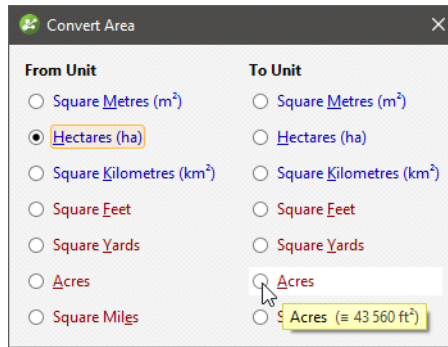 Convert Area
From Unit To Unit
Square Metres (m²) Square Metres (m²)
Hectares (ha) Hectares (ha)
Square Kilometres (km²) Square Kilometres (km²)
Square Feet Square Feet
Square Yards Square Yards
Acres Acres
Square Miles S Acres (≡ 43 560 ft²)